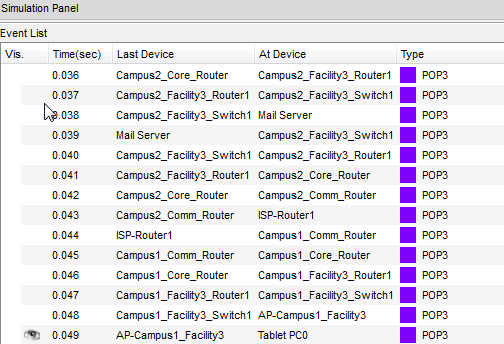 Simulation Panel
Event List
Vis. Time(sec) Last Device At Device Type
0.036 Campus2_Core_Router Campus2_Facility3_Router1 POP3
0.037 Campus2_Facility3_Router1 Campus2_Facility3_Switch1 POP3
0.038 Campus2_Facility3_Switch1 Mail Server POP3
0.039 Mail Server Campus2_Facility3_Switch1 POP3
0.040 Campus2_Facility3_Switch1 Campus2_Facility3_Router1 POP3
0.041 Campus2_Facility3_Router1 Campus2_Core_Router POP3
0.042 Campus2_Core_Router Campus2_Comm_Router POP3
0.043 Campus2_Comm_Router ISP-Router1 POP3
0.044 ISP-Router1 Campus1_Comm_Router POP3
0.045 Campus1_Comm_Router Campus1_Core_Router POP3
0.046 Campus1_Core_Router Campus1_Facility3_Router1 POP3
0.047 Campus1_Facility3_Router1 Campus1_Facility3_Switch1 POP3
0.048 Campus1_Facility3_Switch1 AP-Campus1_Facility3 POP3
0.049 AP-Campus1_Facility3 Tablet PC0 POP3